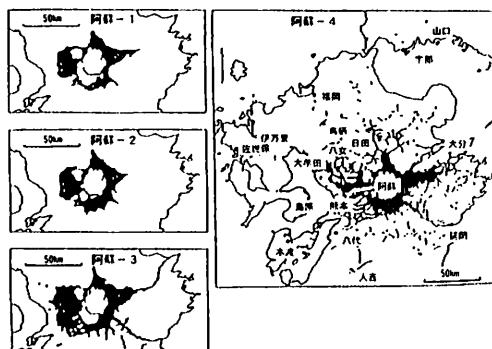 50km
阿蘇-1
50km
阿蘇-2
50km
阿蘇-3
阿蘇-4
山口
宇部
福岡
鳥栖
伊万里
佐世保
八女
日田
大分
大牟田
阿蘇
島原
熊本
延岡
八代
本渡
人吉
50km